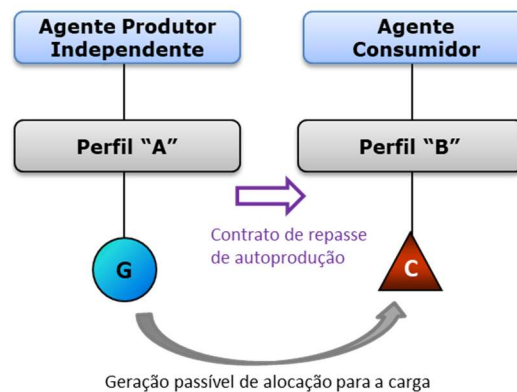 Agente Produtor
Independente
Agente
Consumidor
Perfil “A”
Perfil “B”
Contrato de repasse
de autoprodução
G
C
Geração passível de alocação para a carga